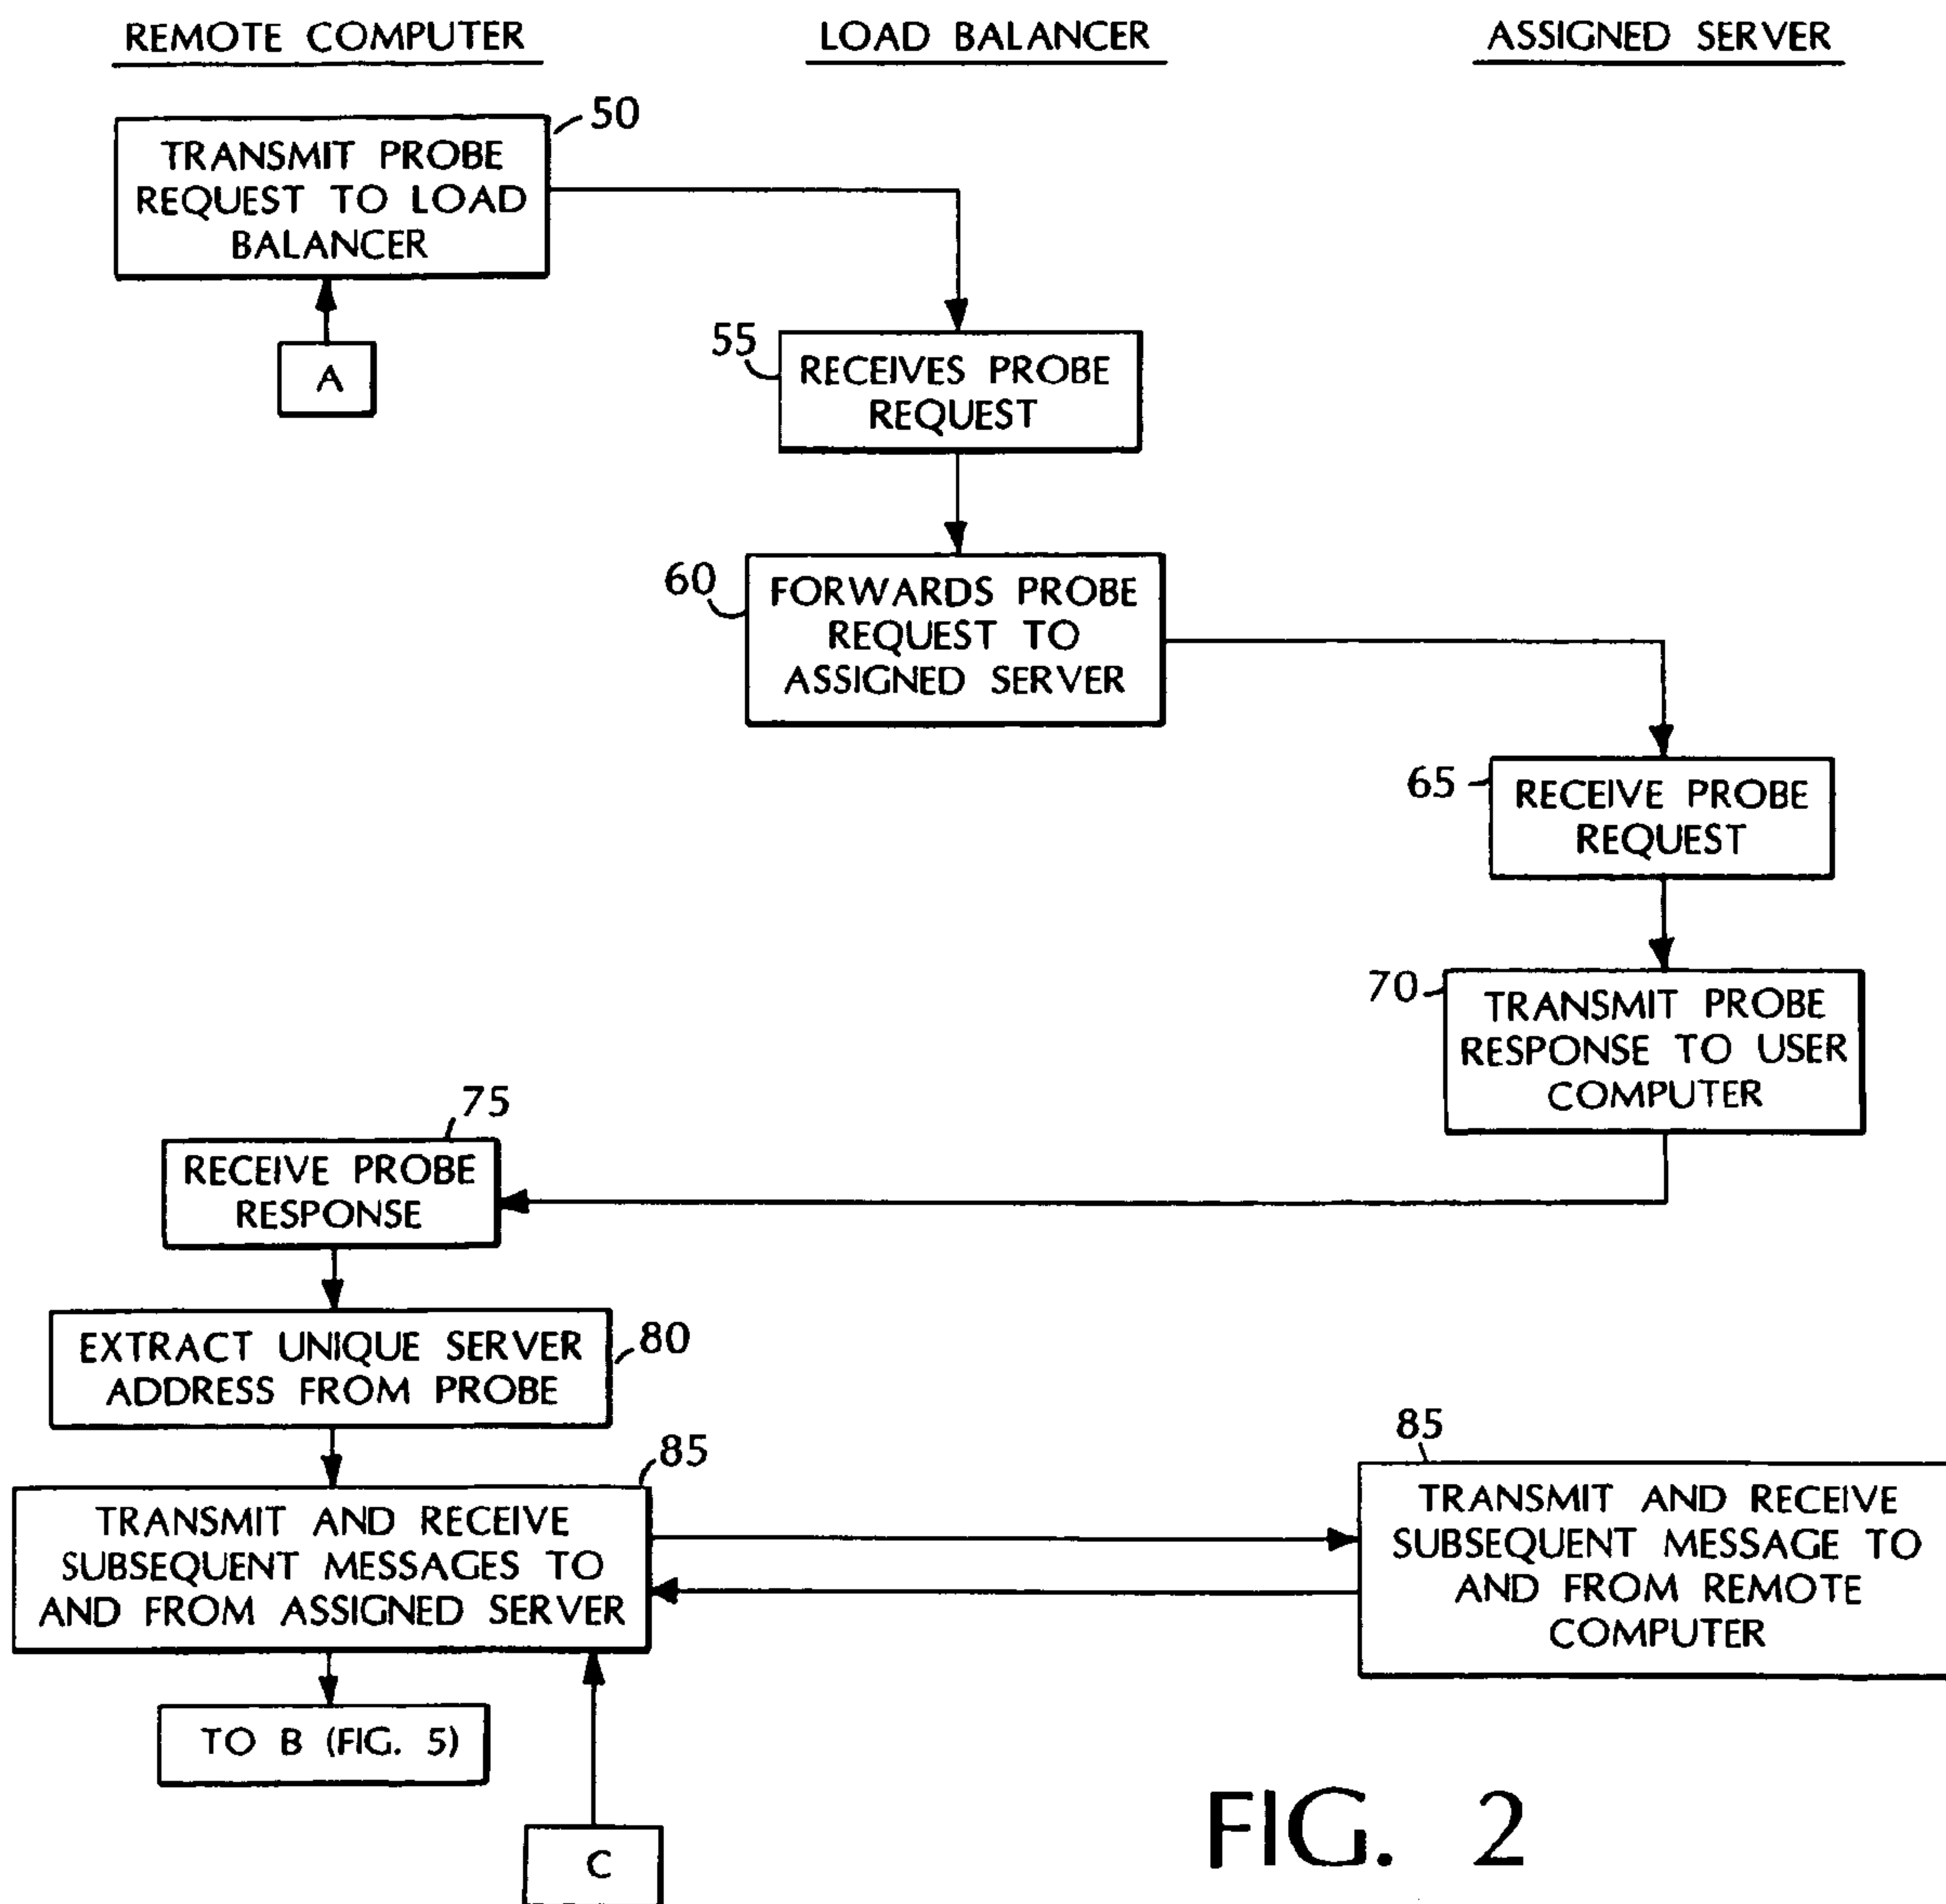 REMOTE COMPUTER
LOAD BALANCER
ASSIGNED SERVER
50
TRANSMIT PROBE
REQUEST TO LOAD
BALANCER
A
55
RECEIVES PROBE
REQUEST
60
FORWARDS PROBE
REQUEST TO
ASSIGNED SERVER
65
RECEIVE PROBE
REQUEST
70
TRANSMIT PROBE
RESPONSE TO USER
COMPUTER
75
RECEIVE PROBE
RESPONSE
80
EXTRACT UNIQUE SERVER
ADDRESS FROM PROBE
85
TRANSMIT AND RECEIVE
SUBSEQUENT MESSAGES TO
AND FROM ASSIGNED SERVER
85
TRANSMIT AND RECEIVE
SUBSEQUENT MESSAGE TO
AND FROM REMOTE
COMPUTER
TO B (FIG. 5)
C
FIG. 2